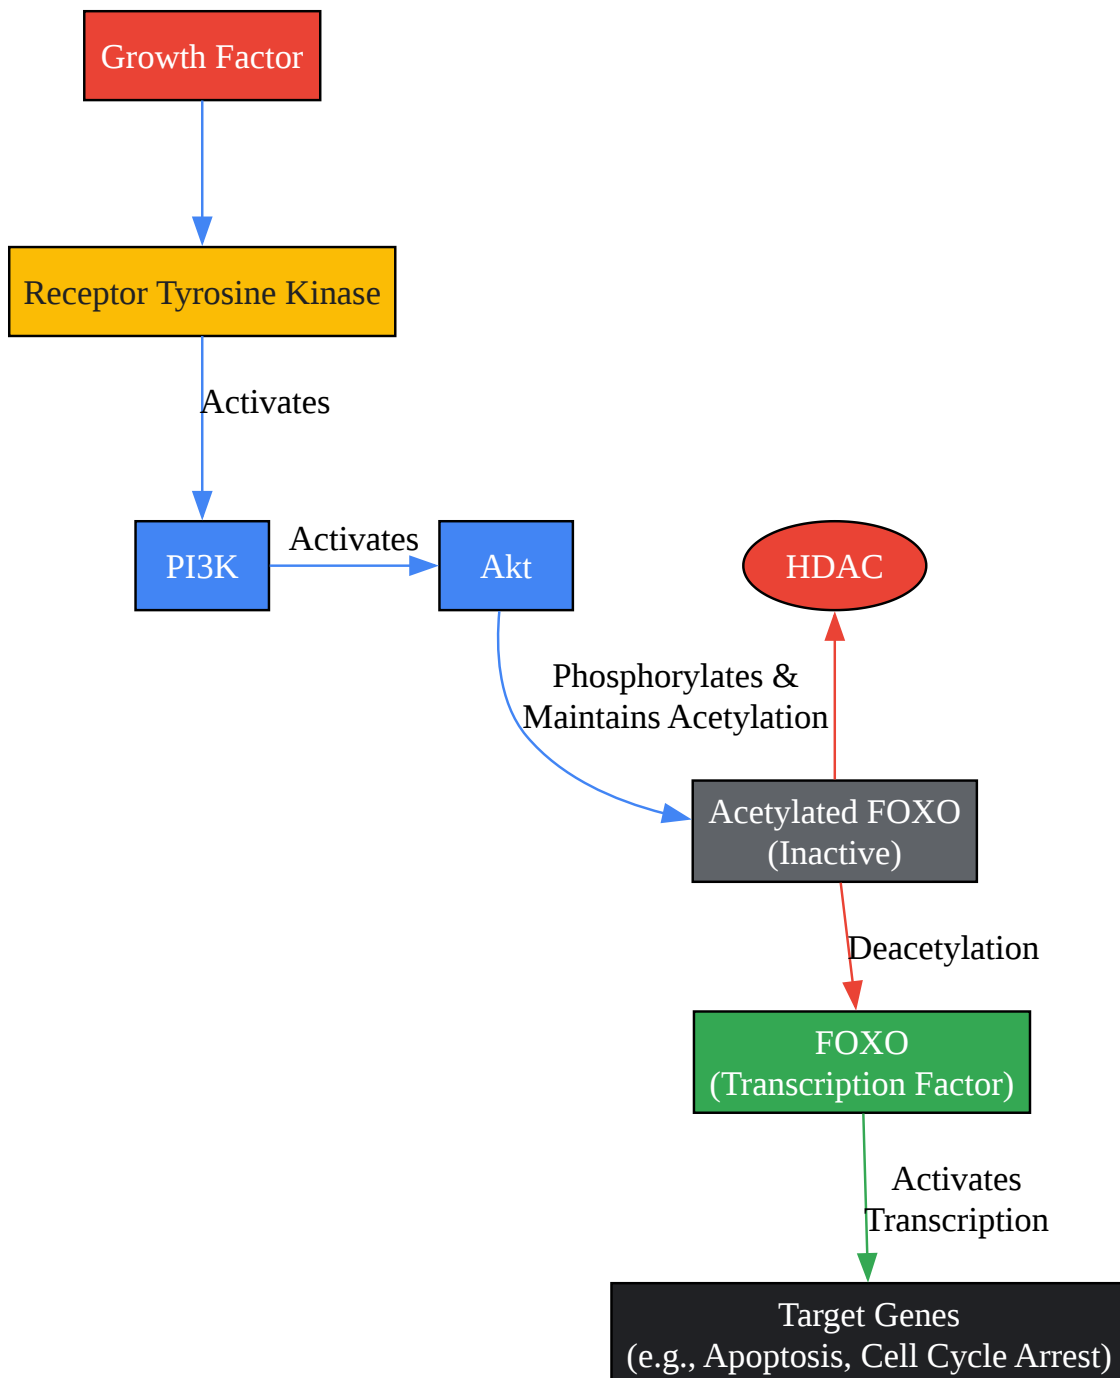 Growth Factor
Receptor Tyrosine Kinase
Activates
PI3K
Activates
Akt
HDAC
Phosphorylates &
Maintains Acetylation
Acetylated FOXO
(Inactive)
Deacetylation
FOXO
(Transcription Factor)
Activates
Transcription
Target Genes
(e.g., Apoptosis, Cell Cycle Arrest)